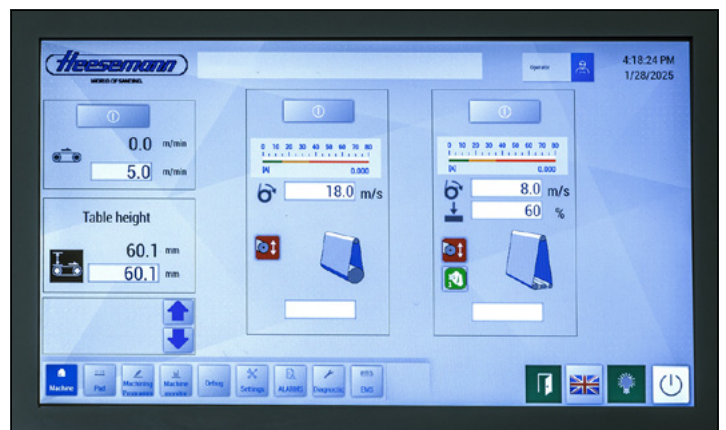 Heesemann
WORLD OF SANDING.
Operator
4:18:24 PM
1/28/2025
0.0 m/min
5.0 m/min
Table height
60.1 mm
60.1 mm
0 10 20 30 40 50 60 70 80
[A] 0.000
18.0 m/s
0 10 20 30 40 50 60 70 80
[A] 0.000
8.0 m/s
60 %
Machine
Pad
Machining
Parameters
Machine
monitor
Debug
Settings
ALARMS
Diagnostic
EMS